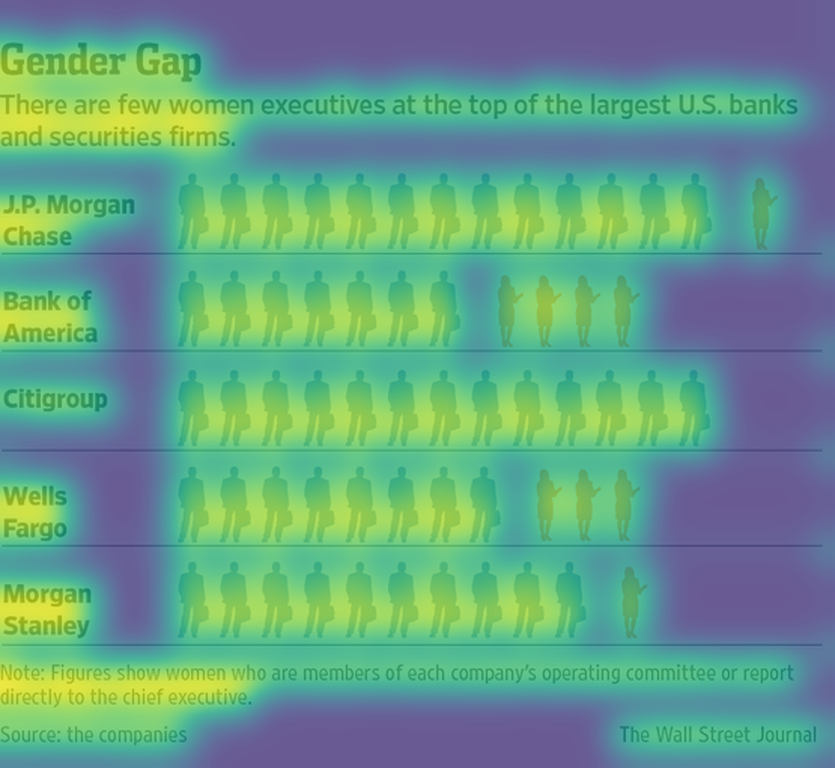 Gender Gap
There are few women executives at the top of the largest U.S. banks
and securities firms.
J.P. Morgan
Chase
Bank of
America
Citigroup
Wells
Fargo
Morgan
Stanley
Note: Figures show women who are members of each company's operating committee or report
directly to the chief executive.
Source: the companies
The Wall Street Journal